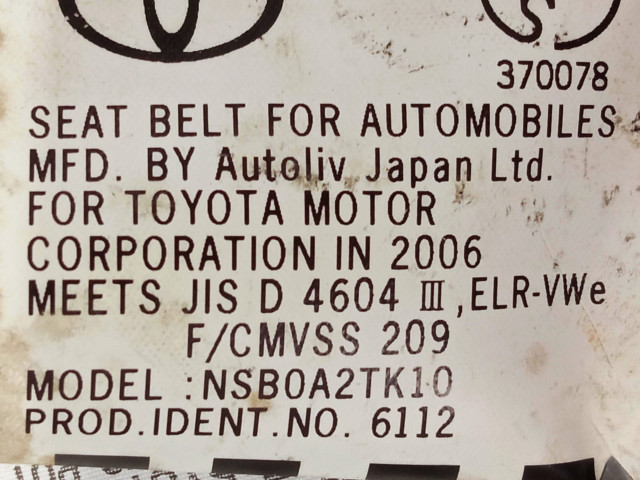 370078
SEAT BELT FOR AUTOMOBILES
MFD. BY Autoliv Japan Ltd.
FOR TOYOTA MOTOR
CORPORATION IN 2006
MEETS JIS D 4604 Ⅲ,ELR-VWe
F/CMVSS 209
MODEL :NSB0A2TK10
PROD.IDENT.NO. 6112